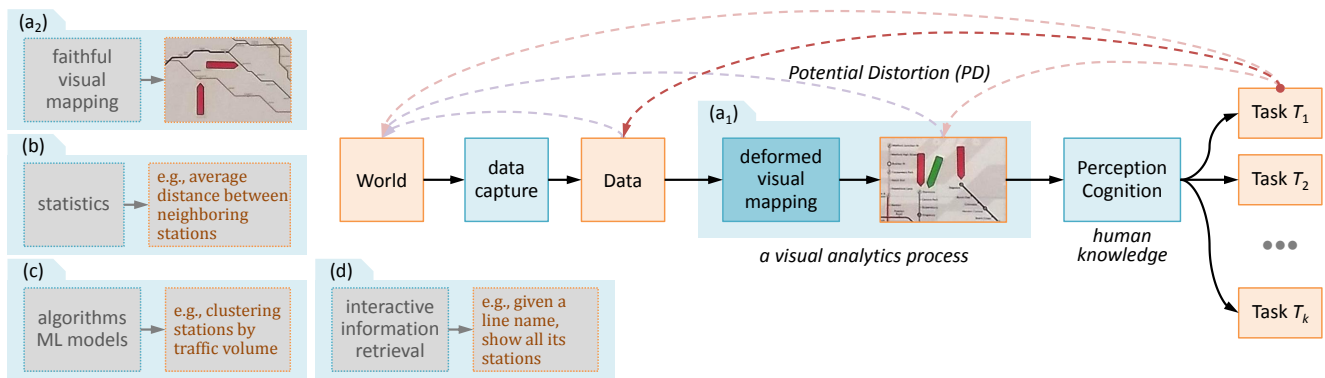 (a2)
faithful
visual
mapping
(b)
statistics
e.g., average
distance between
neighboring
stations
(c)
algorithms
ML models
e.g., clustering
stations by
traffic volume
(d)
interactive
information
retrieval
e.g., given a
line name,
show all its
stations
Potential Distortion (PD)
World
data
capture
Data
(a1)
deformed
visual
mapping
a visual analytics process
Perception
Cognition
human
knowledge
Task T1
Task T2
Task Tk